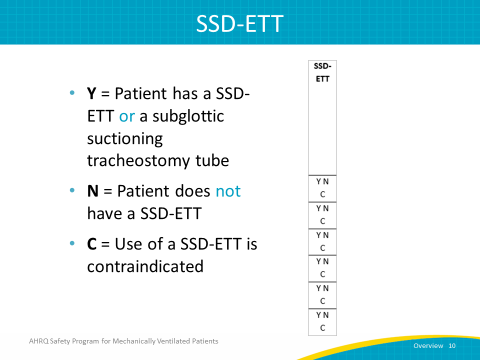 SSD-ETT
• Y = Patient has a SSD-
ETT or a subglottic
suctioning
tracheostomy tube
• N = Patient does not
have a SSD-ETT
• C = Use of a SSD-ETT is
contraindicated
SSD-
ETT
Y N
C
Y N
C
Y N
C
Y N
C
Y N
C
Y N
C
AHRQ Safety Program for Mechanically Ventilated Patients
Overview 10